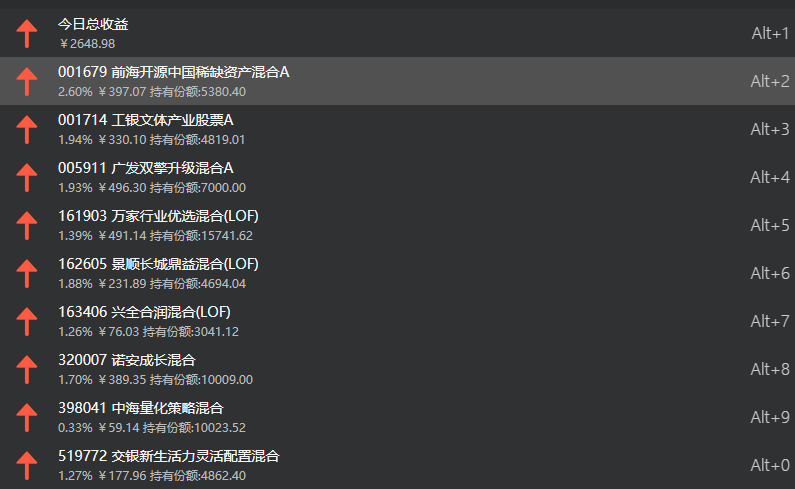 今日总收益
￥2648.98
Alt+1
001679 前海开源中国稀缺资产混合A
2.60% ￥397.07 持有份额:5380.40
Alt+2
001714 工银文体产业股票A
1.94% ￥330.10 持有份额:4819.01
Alt+3
005911 广发双擎升级混合A
1.93% ￥496.30 持有份额:7000.00
Alt+4
161903 万家行业优选混合(LOF)
1.39% ￥491.14 持有份额:15741.62
Alt+5
162605 景顺长城鼎益混合(LOF)
1.88% ￥231.89 持有份额:4694.04
Alt+6
163406 兴全合润混合(LOF)
1.26% ￥76.03 持有份额:3041.12
Alt+7
320007 诺安成长混合
1.70% ￥389.35 持有份额:10009.00
Alt+8
398041 中海量化策略混合
0.33% ￥59.14 持有份额:10023.52
Alt+9
519772 交银新生活力灵活配置混合
1.27% ￥177.96 持有份额:4862.40
Alt+0